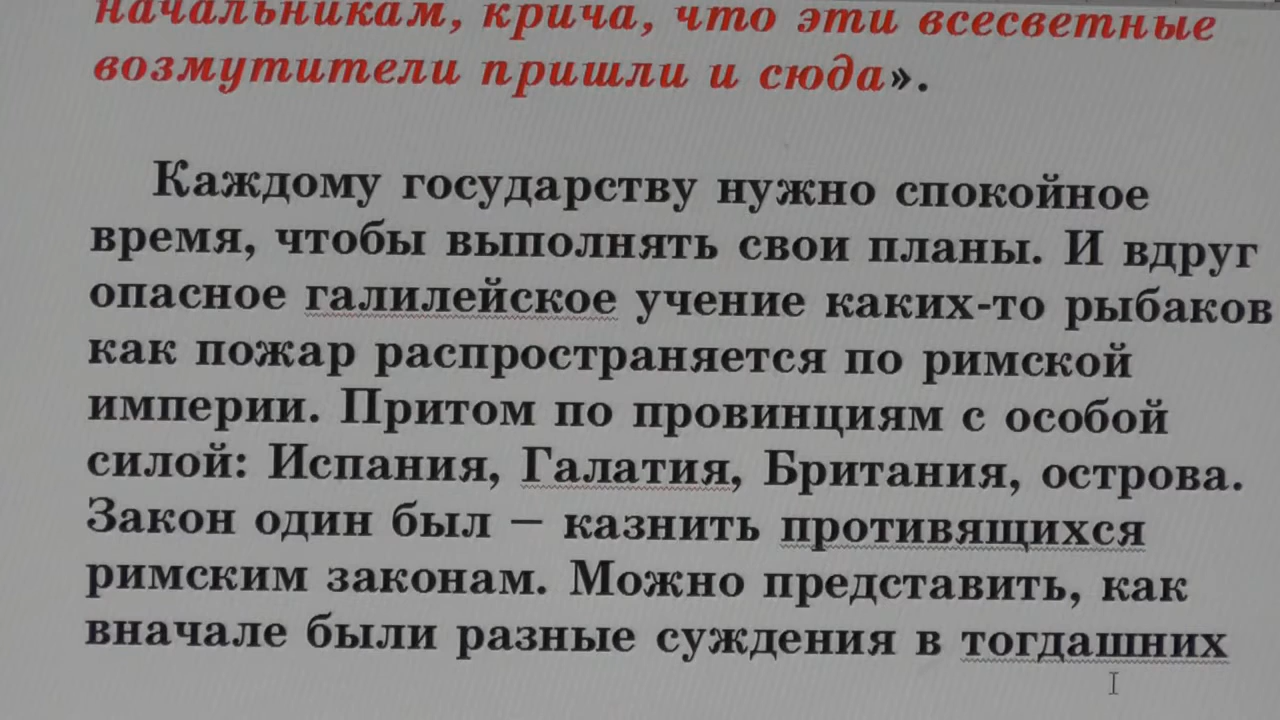 начальникам, крича, что эти всесветные
возмутители пришли и сюда».
Каждому государству нужно спокойное
время, чтобы выполнять свои планы. И вдруг
опасное галилейское учение каких-то рыбаков
как пожар распространяется по римской
империи. Притом по провинциям с особой
силой: Испания, Галатия, Британия, острова.
Закон один был – казнить противящихся
римским законам. Можно представить, как
вначале были разные суждения в тогдашних